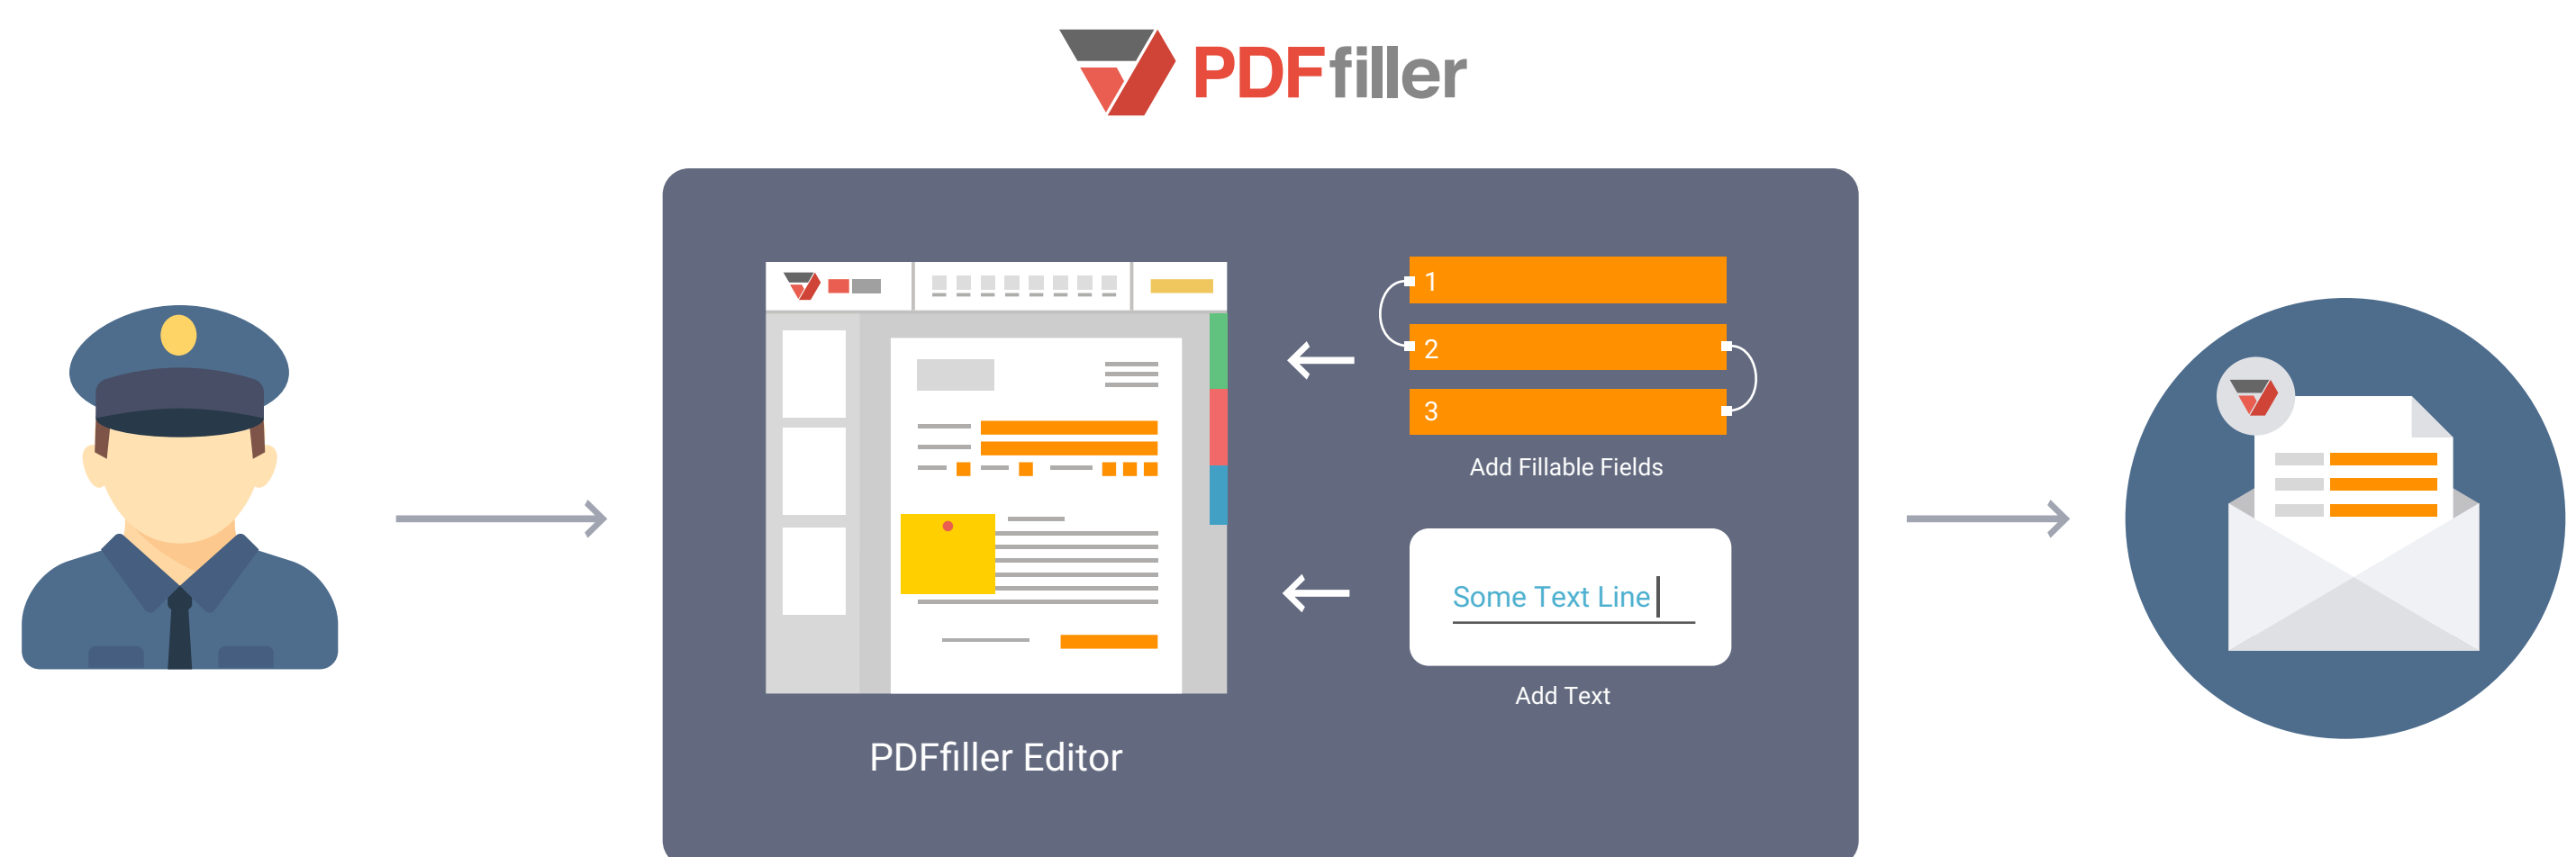 PDFfiller
1
2
3
Add Fillable Fields
Some Text Line
Add Text
PDFfiller Editor